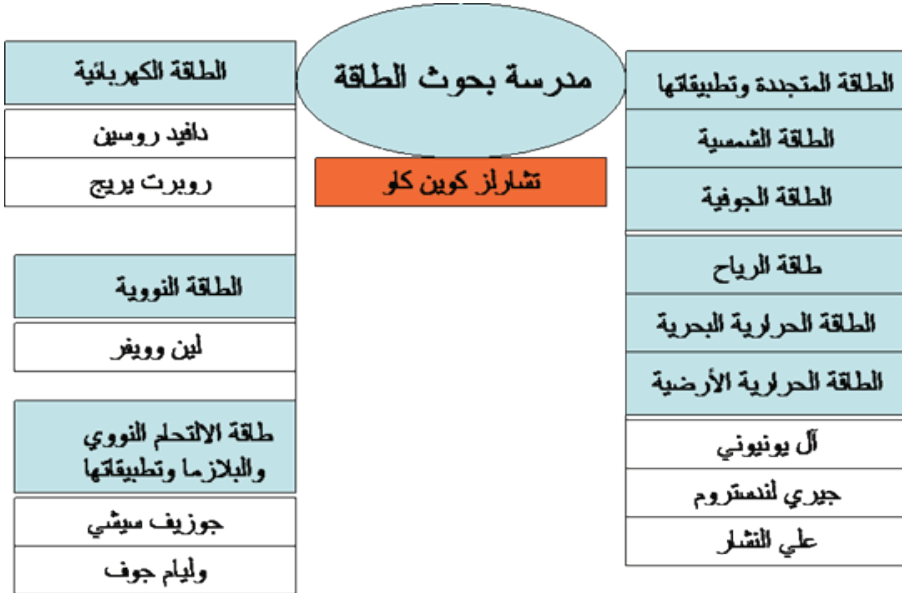 مدرسة بحوث الطاقة
تشارلز كوين كاو
الطاقة المتجددة وتطبيقاتها
الطاقة الشمسية
الطاقة الجوفية
طاقة الرياح
الطاقة الحرارية البحرية
الطاقة الحرارية الأرضية
آل يونيوني
جيري لندستروم
علي النشار
الطاقة الكهربائية
دافيد روسين
روبرت يريج
الطاقة النووية
لين وويفر
طاقة الالتحام النووي
والبلازما وتطبيقاتها
جوزيف سيشي
وليام جوف